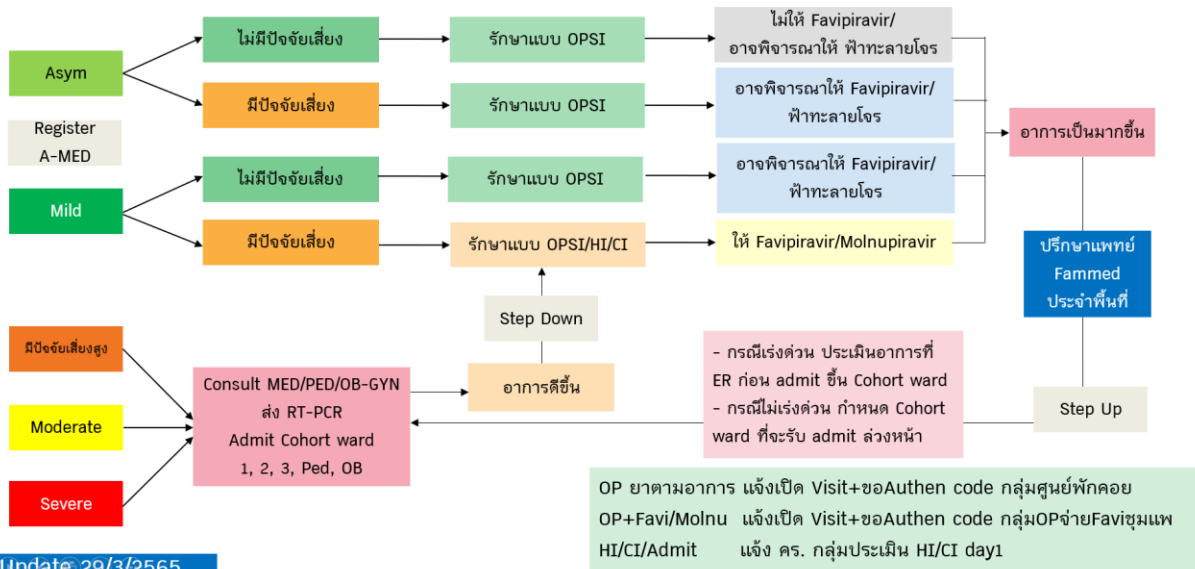 Asym
ไม่มีปัจจัยเสี่ยง
รักษาแบบ OPSI
ไม่ให้ Favipiravir/
อาจพิจารณาให้ ฟ้าทะลายโจร
มีปัจจัยเสี่ยง
รักษาแบบ OPSI
อาจพิจารณาให้ Favipiravir/
ฟ้าทะลายโจร
Register
A-MED
อาการเป็นมากขึ้น
Mild
ไม่มีปัจจัยเสี่ยง
รักษาแบบ OPSI
อาจพิจารณาให้ Favipiravir/
ฟ้าทะลายโจร
มีปัจจัยเสี่ยง
รักษาแบบ OPSI/HI/CI
ให้ Favipiravir/Molnupiravir
ปรึกษาแพทย์
Fammed
ประจำพื้นที่
Step Down
มีปัจจัยเสี่ยงสูง
Moderate
Severe
Consult MED/PED/OB-GYN
ส่ง RT-PCR
Admit Cohort ward
1, 2, 3, Ped, OB
อาการดีขึ้น
- กรณีเร่งด่วน ประเมินอาการที่
ER ก่อน admit ขึ้น Cohort ward
- กรณีไม่เร่งด่วน กำหนด Cohort
ward ที่จะรับ admit ล่วงหน้า
Step Up
OP ยาตามอาการ แจ้งเปิด Visit+ขอAuthen code กลุ่มศูนย์พักคอย
OP+Favi/Molnu แจ้งเปิด Visit+ขอAuthen code กลุ่มOPจ่ายFaviชุมแพ
HI/CI/Admit แจ้ง คร. กลุ่มประเมิน HI/CI day1
Update 29/3/2565